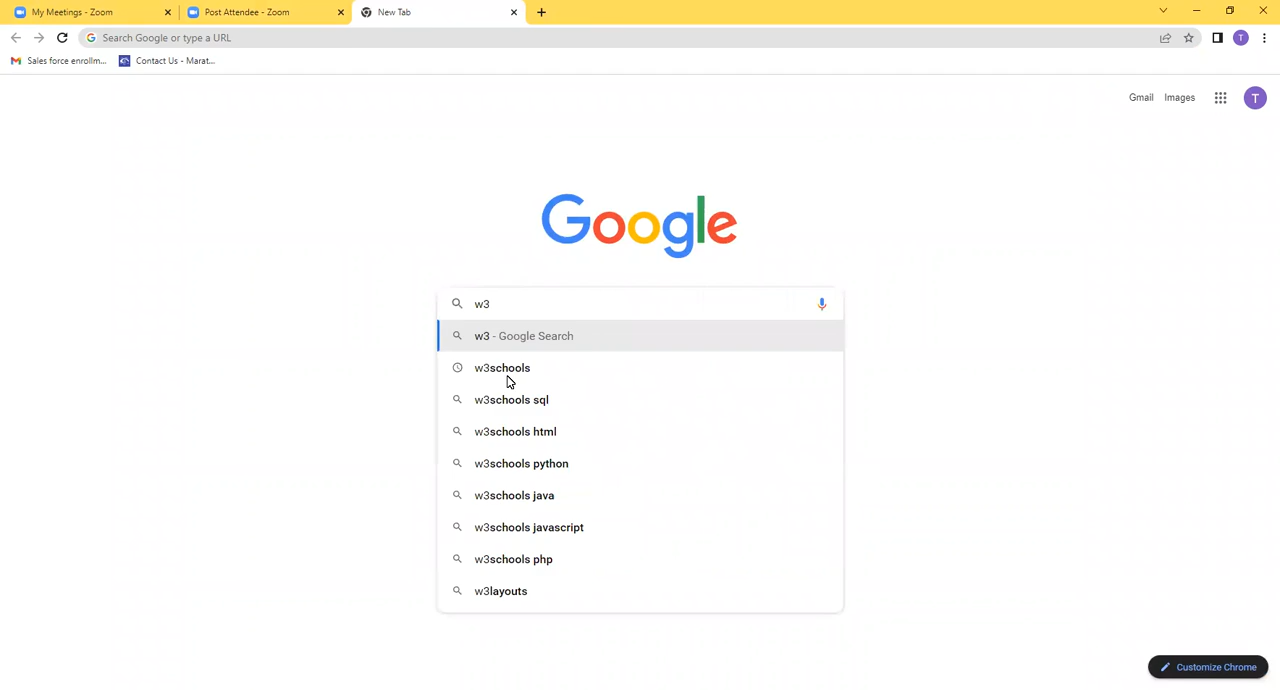 My Meetings - Zoom
Post Attendee - Zoom
New Tab
Search Google or type a URL
T
Sales force enrollm...
Contact Us - Marat...
Gmail
Images
T
Google
w3
w3 - Google Search
w3schools
w3schools sql
w3schools html
w3schools python
w3schools java
w3schools javascript
w3schools php
w3layouts
Customize Chrome